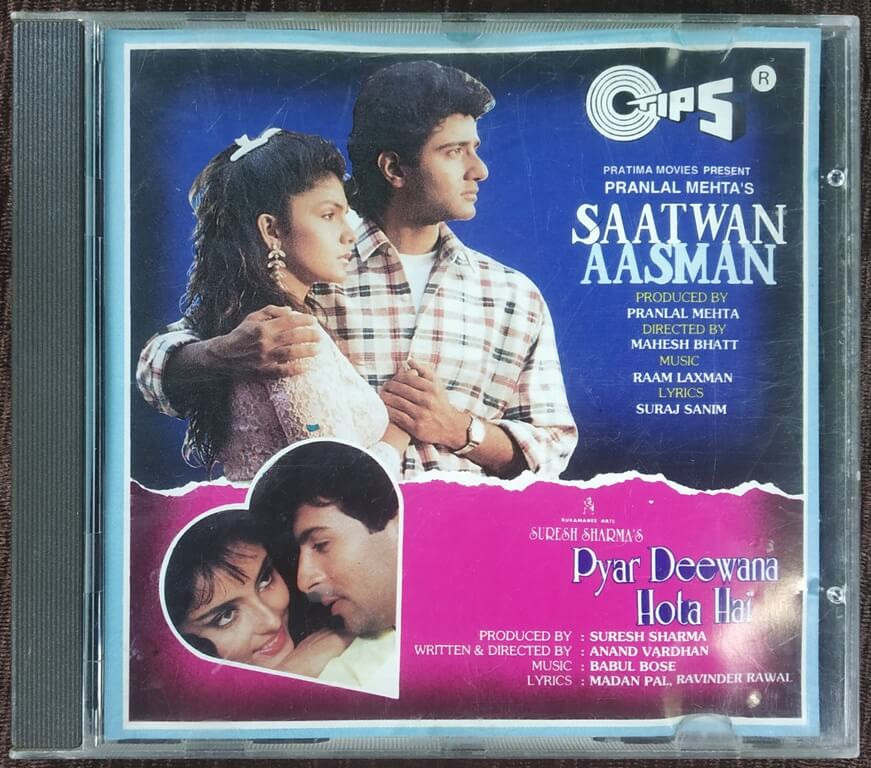 TIPS ®
PRATIMA MOVIES PRESENT
PRANLAL MEHTA'S
SAATWAN
AASMAN
PRODUCED BY
PRANLAL MEHTA
DIRECTED BY
MAHESH BHATT
MUSIC
RAAM LAXMAN
LYRICS
SURAJ SANIM
RUKAMANEE ARTS
SURESH SHARMA'S
Pyar Deewana
Hota Hai
PRODUCED BY : SURESH SHARMA
WRITTEN & DIRECTED BY : ANAND VARDHAN
MUSIC : BABUL BOSE
LYRICS : MADAN PAL, RAVINDER RAWAL